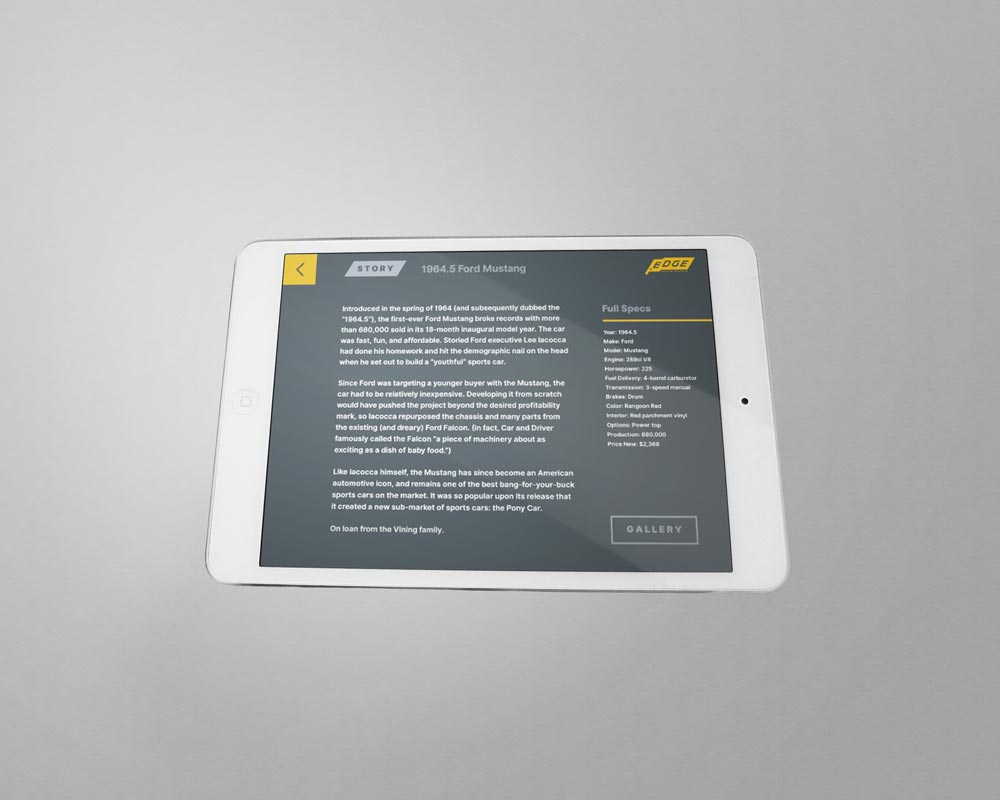 STORY
1964.5 Ford Mustang
EDGE
Introduced in the spring of 1964 (and subsequently dubbed the
"1964.5"), the first-ever Ford Mustang broke records with more
than 680,000 sold in its 18-month inaugural model year. The car
was fast, fun, and affordable. Storied Ford executive Lee Iacocca
had done his homework and hit the demographic nail on the head
when he set out to build a "youthful" sports car.
Since Ford was targeting a younger buyer with the Mustang, the
car had to be relatively inexpensive. Developing it from scratch
would have pushed the project beyond the desired profitability
mark, so Iacocca repurposed the chassis and many parts from
the existing (and dreary) Ford Falcon. (In fact, Car and Driver
famously called the Falcon "a piece of machinery about as
exciting as a dish of baby food.")
Like Iacocca himself, the Mustang has since become an American
automotive icon, and remains one of the best bang-for-your-buck
sports cars on the market. It was so popular upon its release that
it created a new sub-market of sports cars: the Pony Car.
On loan from the Vining family.
Full Specs
Year: 1964.5
Make: Ford
Model: Mustang
Engine: 289ci V8
Horsepower: 225
Fuel Delivery: 4-barrel carburetor
Transmission: 3-speed manual
Brakes: Drum
Color: Rangoon Red
Interior: Red parchment vinyl
Options: Power top
Production: 680,000
Price New: $2,368
GALLERY